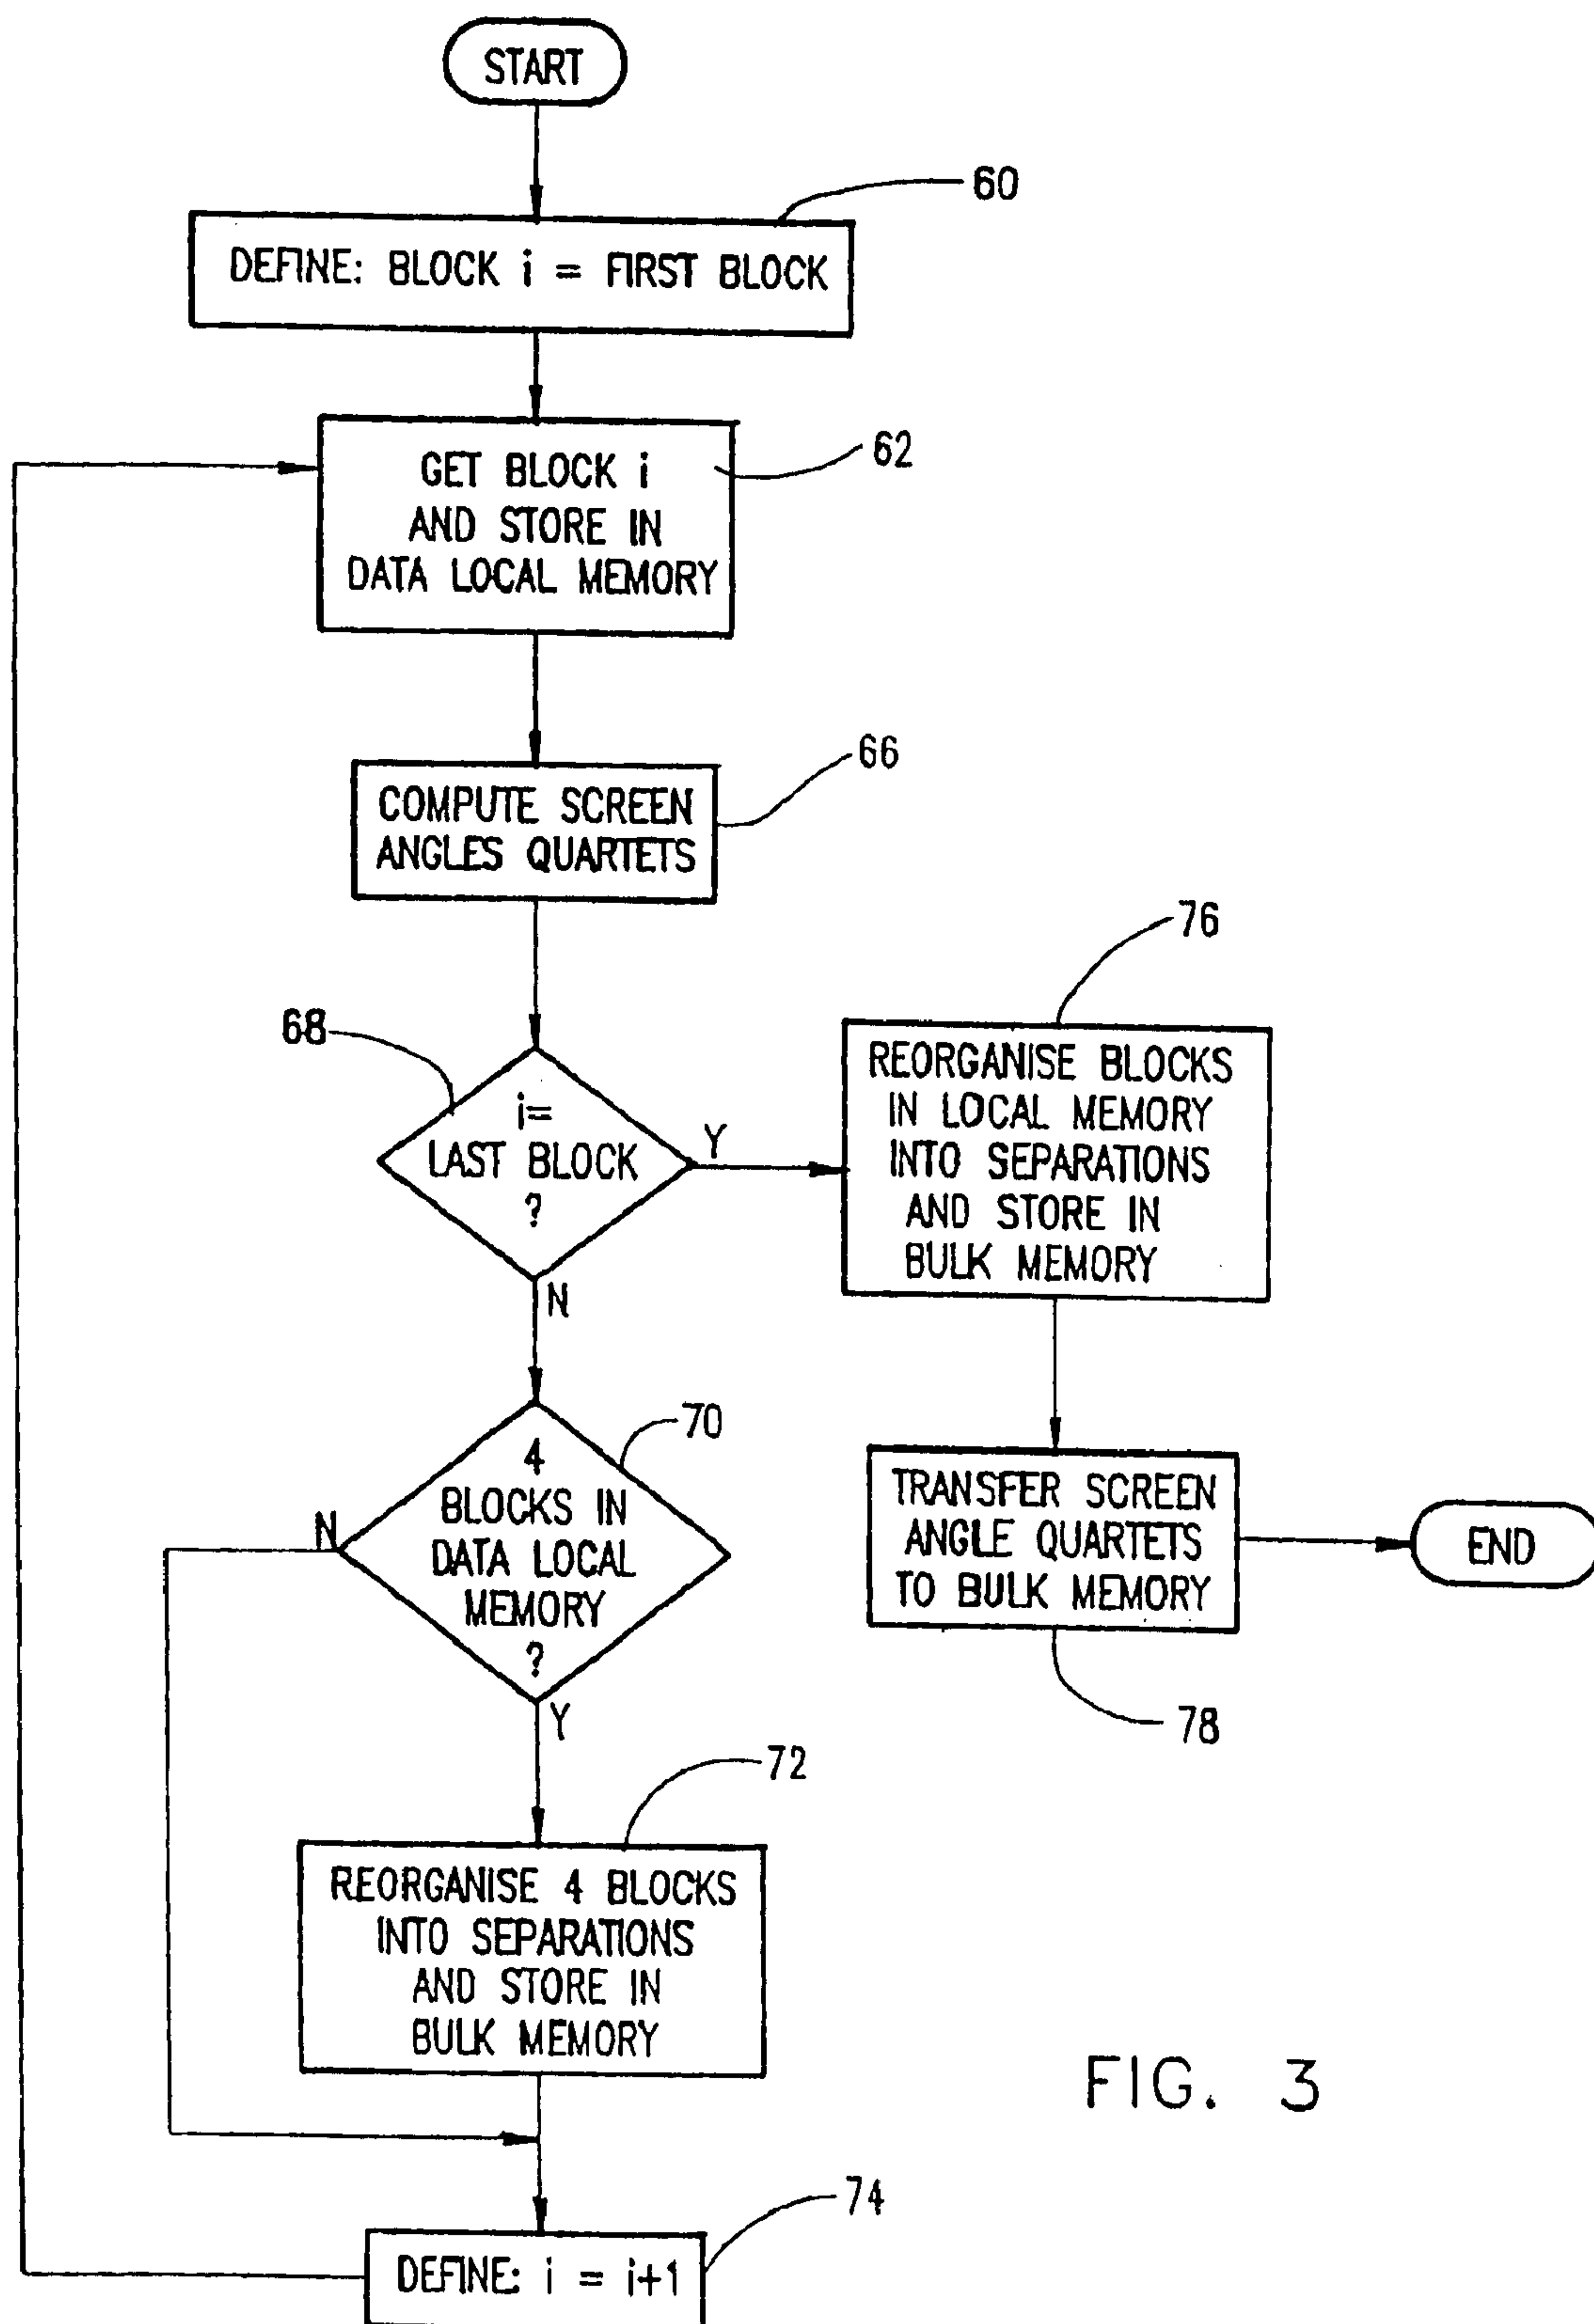 START
60
DEFINE: BLOCK i = FIRST BLOCK
62
GET BLOCK i
AND STORE IN
DATA LOCAL MEMORY
66
COMPUTE SCREEN
ANGLES QUARTETS
68
i=
LAST BLOCK
?
Y
N
76
REORGANISE BLOCKS
IN LOCAL MEMORY
INTO SEPARATIONS
AND STORE IN
BULK MEMORY
70
4
BLOCKS IN
DATA LOCAL
MEMORY
?
N
Y
TRANSFER SCREEN
ANGLE QUARTETS
TO BULK MEMORY
78
END
72
REORGANISE 4 BLOCKS
INTO SEPARATIONS
AND STORE IN
BULK MEMORY
74
DEFINE: i = i+1
FIG. 3